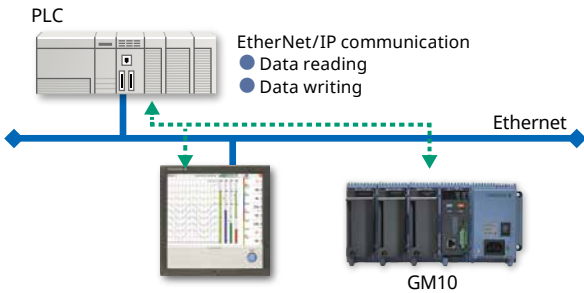 PLC
EtherNet/IP communication
Data reading
Data writing
Ethernet
GM10